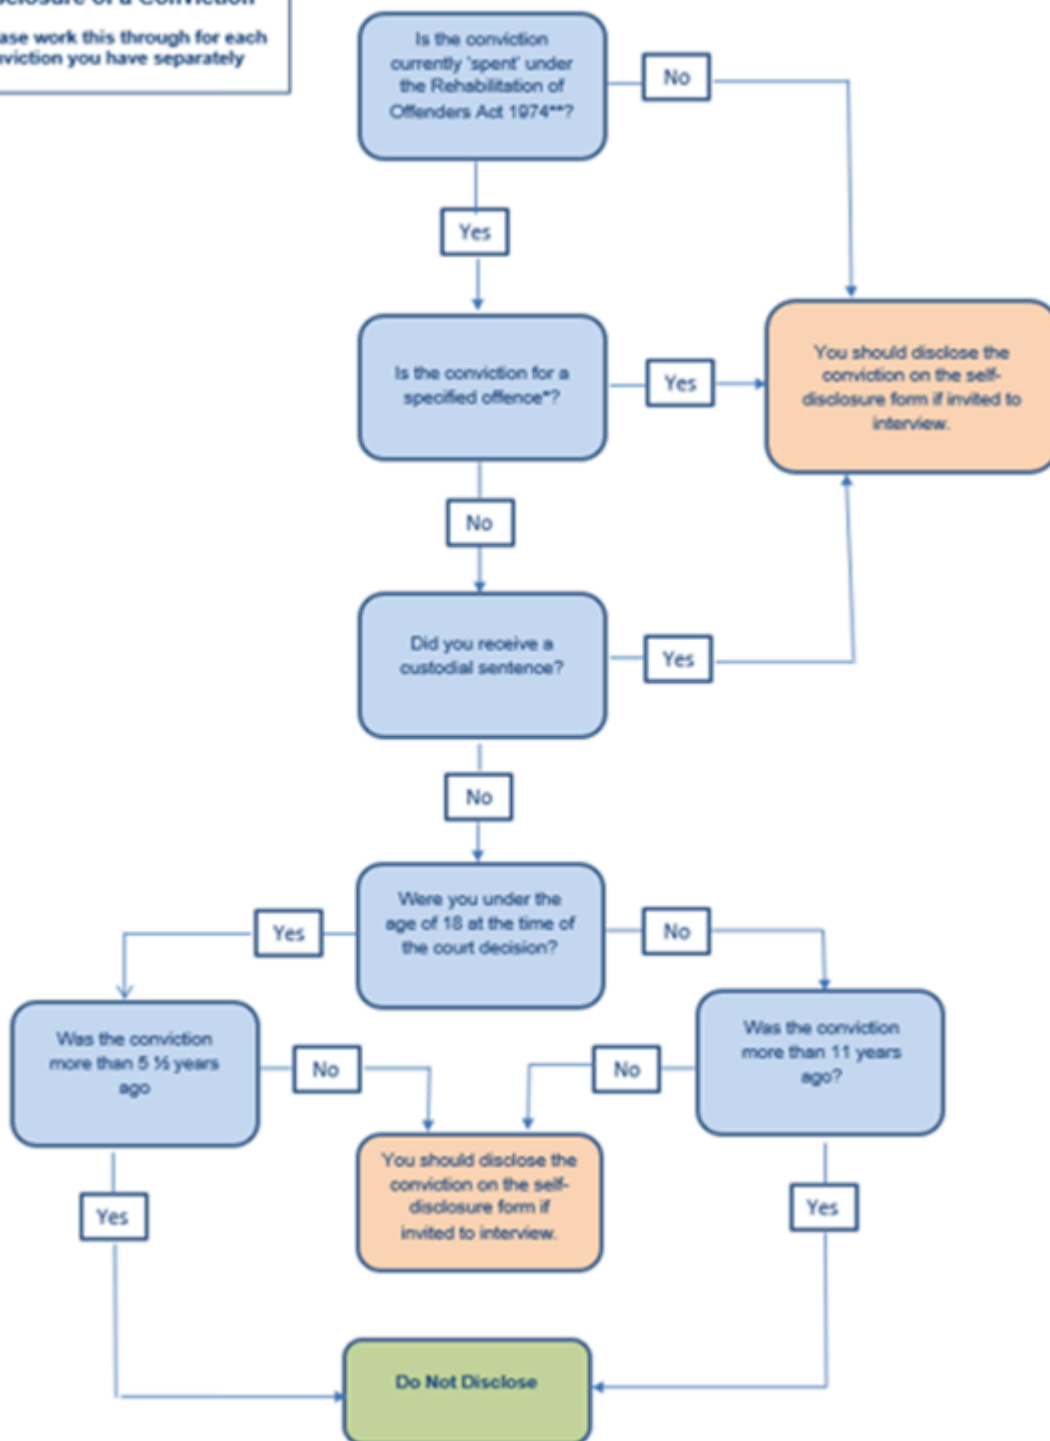 of a Conviction
work this through for each
you have separately
Is the conviction
currently 'spent' under
the Rehabilitation of
Offenders Act 1974**?
No
Yes
Is the conviction for a
specified offence*?
Yes
You should disclose the
conviction on the self-
disclosure form if invited to
interview.
No
Did you receive a
custodial sentence?
Yes
No
Were you under the
age of 18 at the time of
the court decision?
Yes
No
Was the conviction
more than 5 ½ years
ago
No
No
Was the conviction
more than 11 years
ago?
You should disclose the
conviction on the self-
disclosure form if
invited to interview.
Yes
Yes
Do Not Disclose